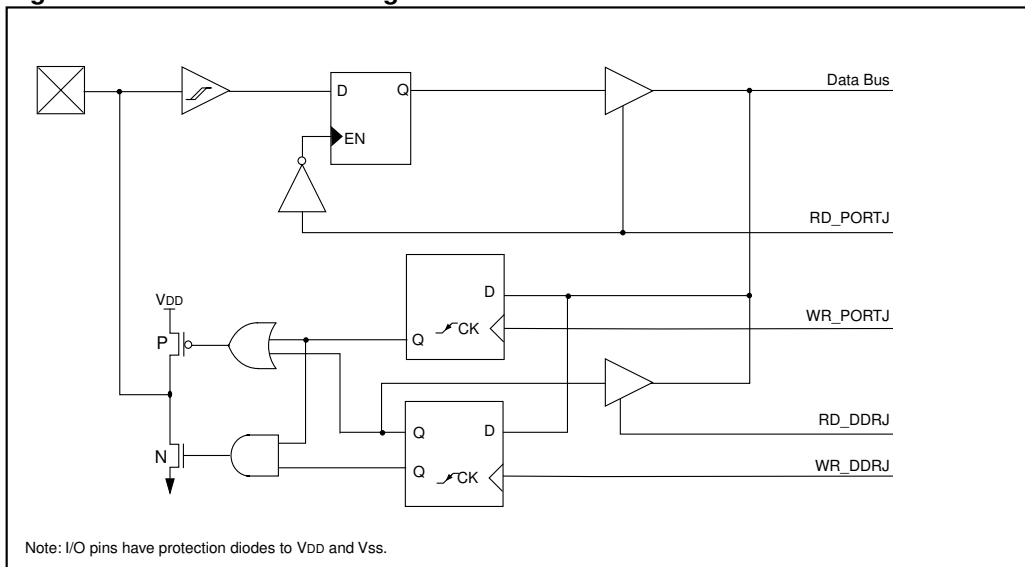 Data Bus
D
Q
EN
RD_PORTJ
VDD
D
P
CK
WR_PORTJ
Q
RD_DDRJ
Q
D
N
Q
CK
WR_DDRJ
Note: I/O pins have protection diodes to VDD and Vss.